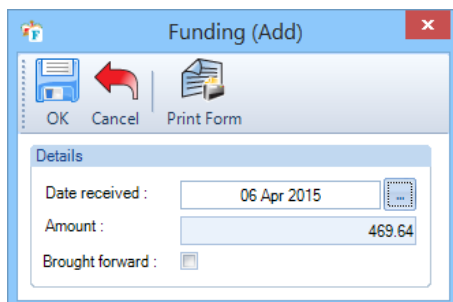 Funding (Add)
OK Cancel Print Form
Details
Date received : 06 Apr 2015 ...
Amount : 469.64
Brought forward :